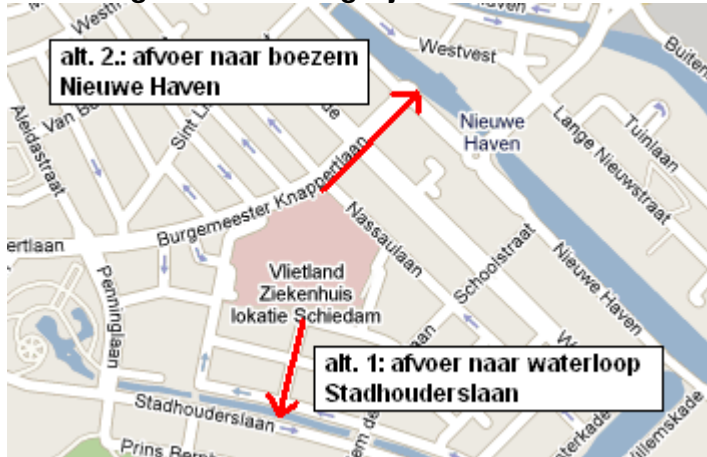 alt. 2.: afvoer naar boezem
Nieuwe Haven
Westvest
Aleidastraat
Nieuwe
Haven
Tuinlaan
Lange Nieuwstraat
Burgemeester Knappertlaan
Nassaulaan
Schoolstraat
Nieuwe Haven
Penninglaan
Vlietland
Ziekenhuis
lokatie Schiedam
alt. 1: afvoer naar waterloop
Stadhouderslaan
Stadhouderslaan